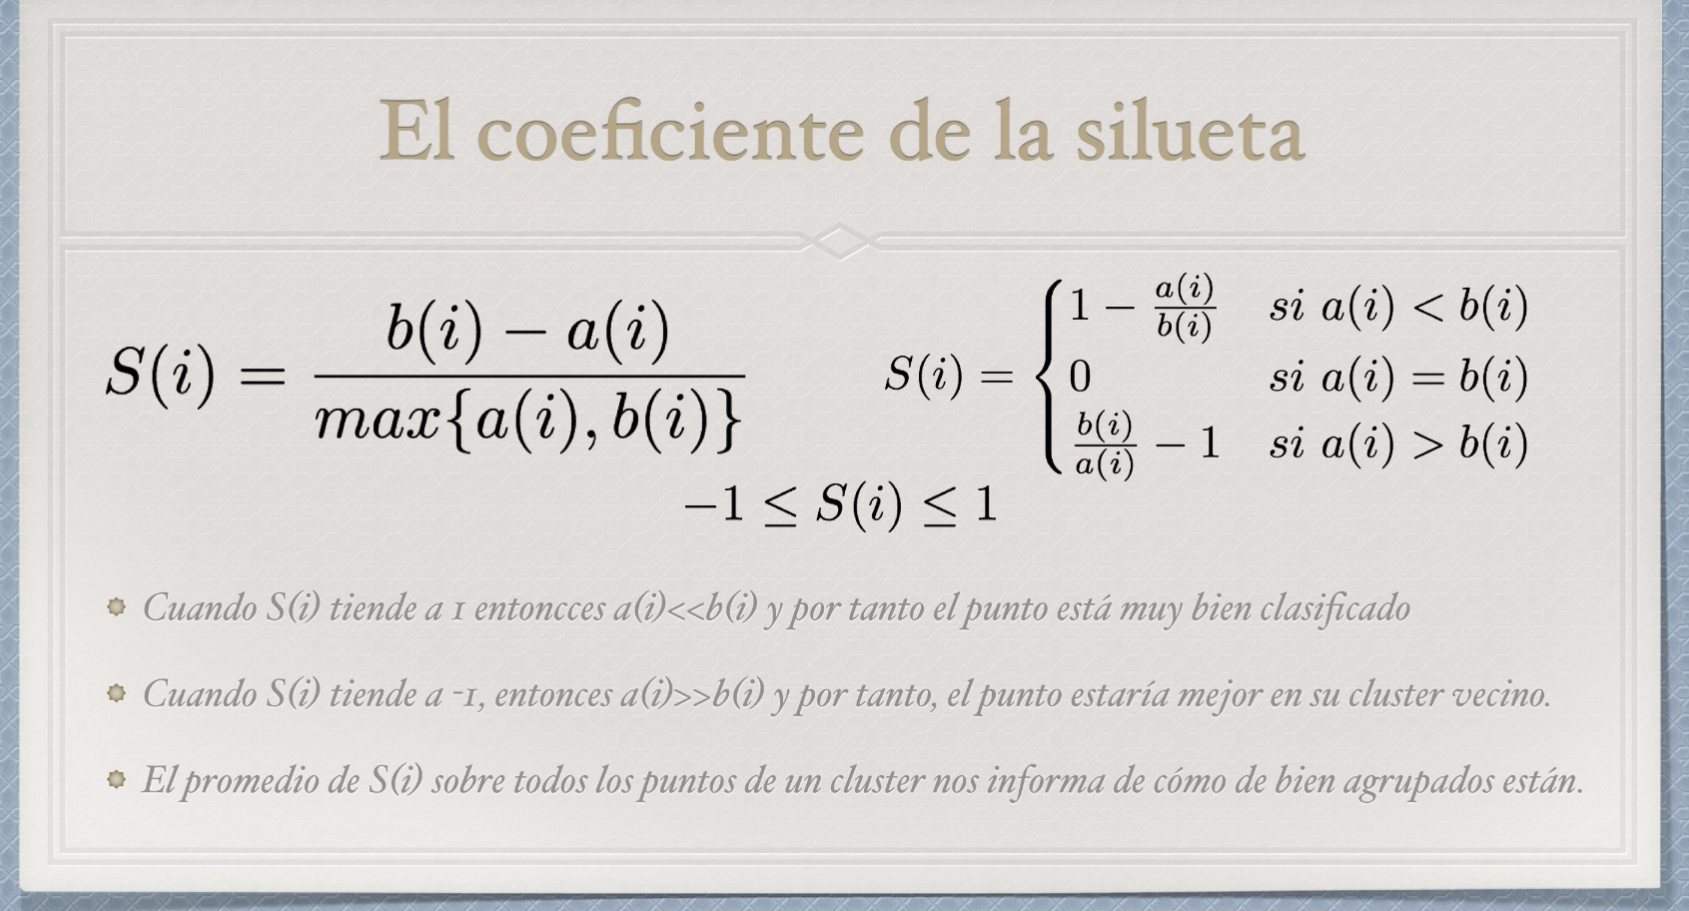 El coeficiente de la silueta
S(i) = \frac{b(i) - a(i)}{max\{a(i), b(i)\}}
S(i) = \begin{cases} 1 - \frac{a(i)}{b(i)} & si\ a(i) < b(i) \\ 0 & si\ a(i) = b(i) \\ \frac{b(i)}{a(i)} - 1 & si\ a(i) > b(i) \end{cases}
−1 ≤ S(i) ≤ 1
Cuando S(i) tiende a 1 entoncces a(i)<<b(i) y por tanto el punto está muy bien clasificado
Cuando S(i) tiende a -1, entonces a(i)>>b(i) y por tanto, el punto estaría mejor en su cluster vecino.
El promedio de S(i) sobre todos los puntos de un cluster nos informa de cómo de bien agrupados están.